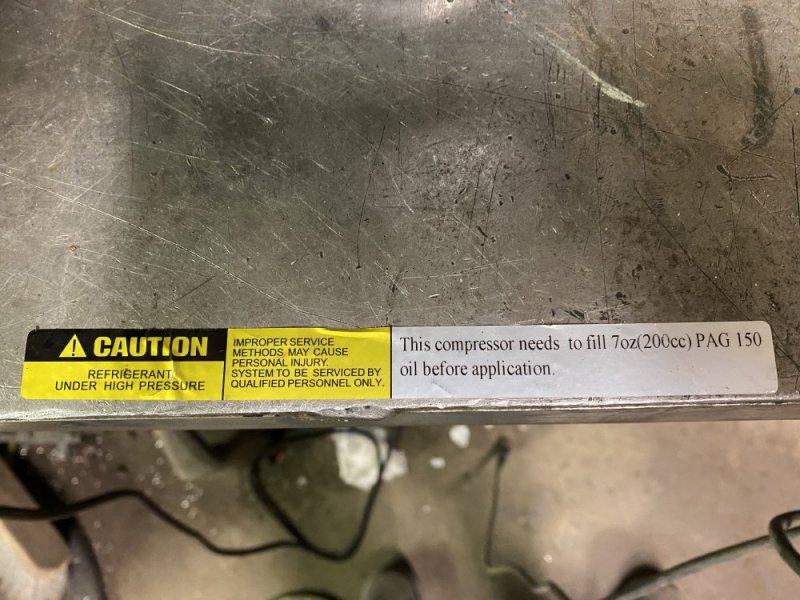 ⚠ CAUTION
REFRIGERANT
UNDER HIGH PRESSURE
IMPROPER SERVICE
METHODS MAY CAUSE
PERSONAL INJURY.
SYSTEM TO BE SERVICED BY
QUALIFIED PERSONNEL ONLY.
This compressor needs to fill 7oz(200cc) PAG 150
oil before application.